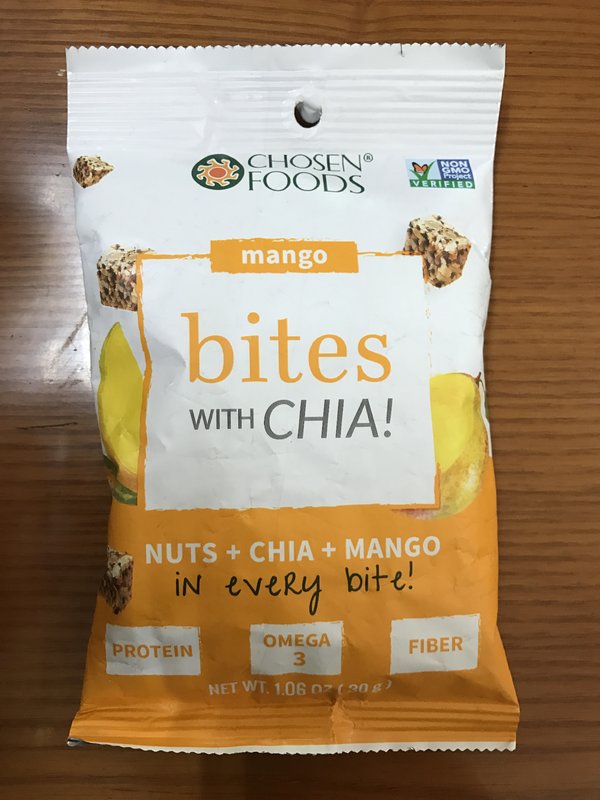 CHOSEN®
FOODS
NON
GMO
Project
VERIFIED
mango
bites
WITH CHIA!
NUTS + CHIA + MANGO
in every bite!
PROTEIN
OMEGA
3
FIBER
NET WT. 1.06 OZ (30 g)